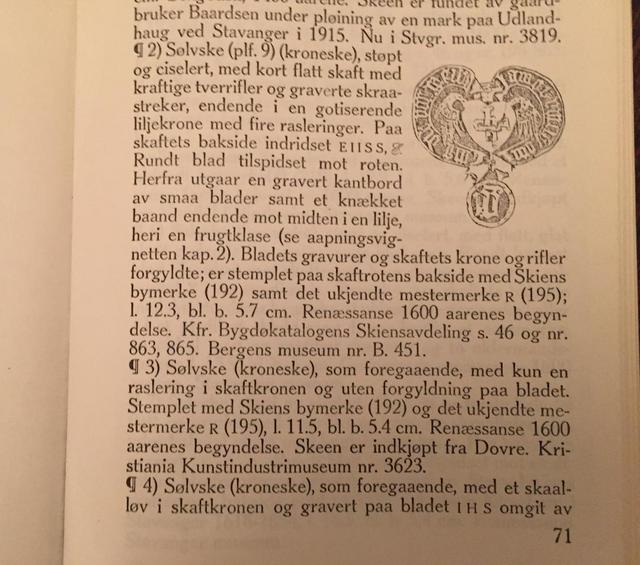 bruker Baardsen under pløining av en mark paa Udland-
haug ved Stavanger i 1915. Nu i Stvgr. mus. nr. 3819.
¶ 2) Sølvske (plf. 9) (kroneske), støpt
og ciselert, med kort flatt skaft med
kraftige tverrifler og graverte skraa-
streker, endende i en gotiserende
liljekrone med fire rasleringer. Paa
skaftets bakside indridset EIISS,
Rundt blad tilspidset mot roten.
Herfra utgaar en gravert kantbord
av smaa blader samt et knækket
baand endende mot midten i en lilje,
heri en frugtklase (se aapningsvig-
netten kap. 2). Bladets gravurer og skaftets krone og rifler
forgyldte; er stemplet paa skaftrotens bakside med Skiens
bymerke (192) samt det ukjendte mestermerke R (195);
l. 12.3, bl. b. 5.7 cm. Renæssanse 1600 aarenes begyn-
delse. Kfr. Bygdøkatalogens Skiensavdeling s. 46 og nr.
863, 865. Bergens museum nr. B. 451.
¶ 3) Sølvske (kroneske), som foregaaende, med kun en
raslering i skaftkronen og uten forgyldning paa bladet.
Stemplet med Skiens bymerke (192) og det ukjendte me-
stermerke R (195), l. 11.5, bl. b. 5.4 cm. Renæssanse 1600
aarenes begyndelse. Skeen er indkjøpt fra Dovre. Kri-
stiania Kunstindustrimuseum nr. 3623.
¶ 4) Sølvske (kroneske), som foregaaende, med et skaal-
løv i skaftkronen og gravert paa bladet IHS omgit av
71